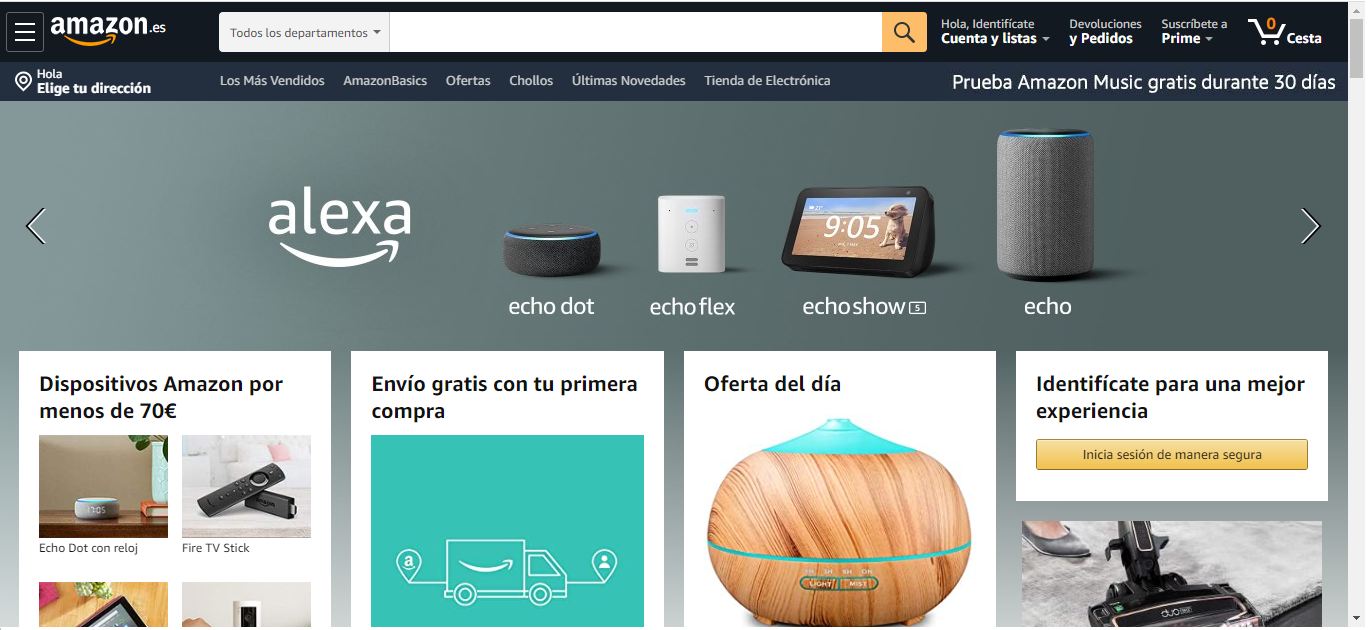 amazon.es
Todos los departamentos
Hola, Identifícate
Cuenta y listas
Devoluciones
y Pedidos
Suscríbete a
Prime
0
Cesta
Hola
Elige tu dirección
Los Más Vendidos
AmazonBasics
Ofertas
Chollos
Últimas Novedades
Tienda de Electrónica
Prueba Amazon Music gratis durante 30 días
alexa
9:05
echo dot
echo flex
echo show 5
echo
Dispositivos Amazon por
menos de 70€
Envío gratis con tu primera
compra
Oferta del día
Identifícate para una mejor
experiencia
Inicia sesión de manera segura
17:05
amazon
Echo Dot con reloj
Fire TV Stick
a
LIGHT
MIST
duo